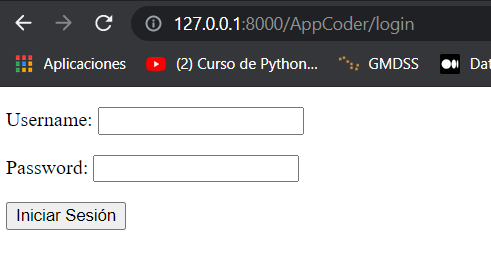 127.0.0.1:8000/AppCoder/login
Aplicaciones (2) Curso de Python... GMDSS Dat
Username:
Password:
Iniciar Sesión